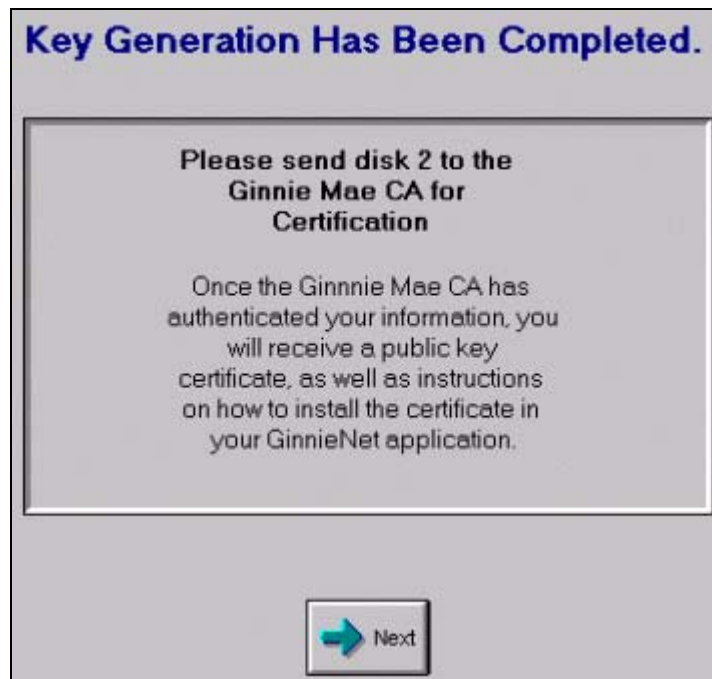 Key Generation Has Been Completed.
Please send disk 2 to the
Ginnie Mae CA for
Certification
Once the Ginnnie Mae CA has
authenticated your information, you
will receive a public key
certificate, as well as instructions
on how to install the certificate in
your GinnieNet application.
Next